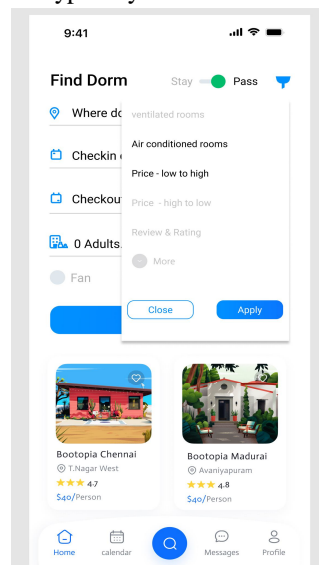 9:41
Find Dorm
Stay
Pass
Where do
ventilated rooms
Air conditioned rooms
Checkin
Price - low to high
Checkou
Price - high to low
0 Adults.
Review & Rating
Fan
More
Close
Apply
Bootopia Chennai
T.Nagar West
4.7
$40/Person
Bootopia Madurai
Avaniyapuram
4.8
$40/Person
Home
calendar
Messages
Profile